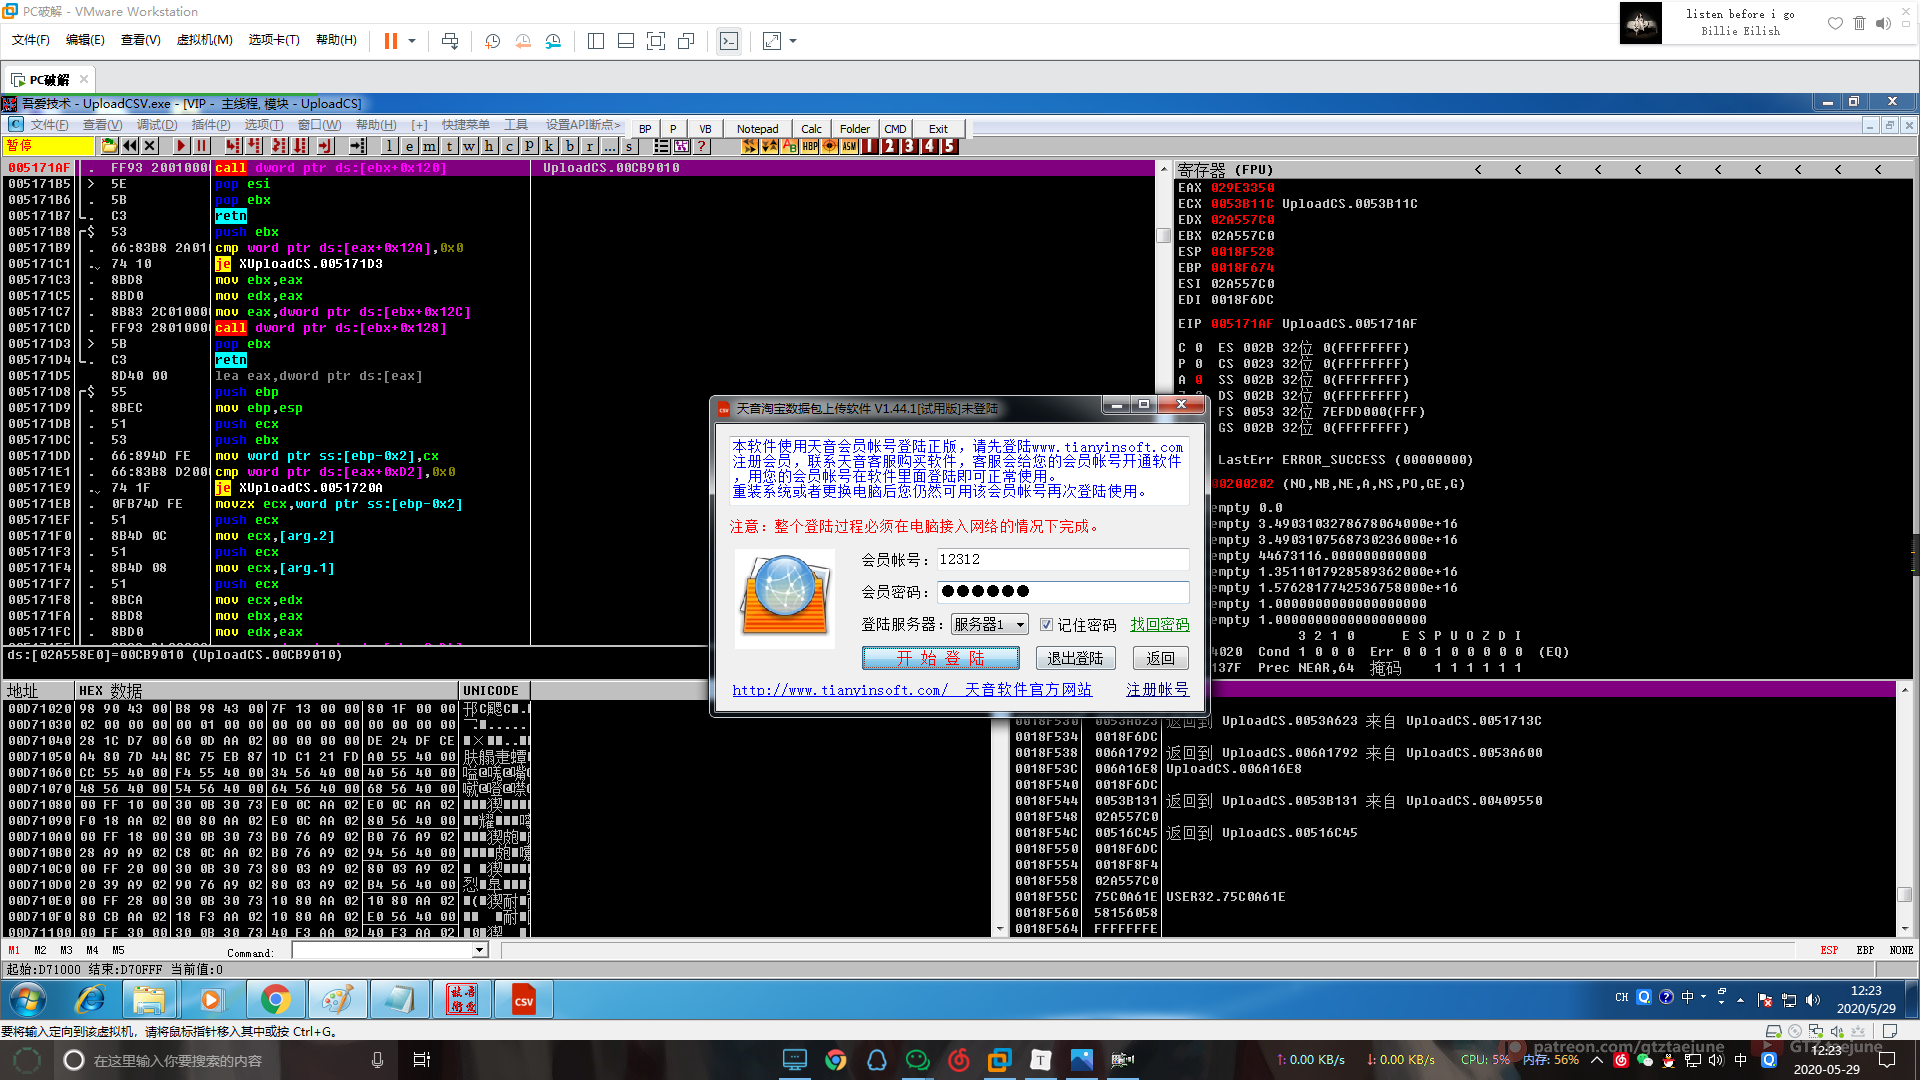 PC破解 - VMware Workstation
文件(F) 编辑(E) 查看(V) 虚拟机(M) 选项卡(T) 帮助(H)
listen before i go
Billie Eilish
PC破解
吾爱技术 - UploadCSV.exe - [VIP - 主线程, 模块 - UploadCS]
文件(F) 查看(V) 调试(D) 插件(P) 选项(T) 窗口(W) 帮助(H) [+] 快捷菜单 工具 设置API断点>
BP P VB Notepad Calc Folder CMD Exit
暂停
l e m t w h c p k b r ... s
1 2 3 4 5
005171AF . FF93 20010000 call dword ptr ds:[ebx+0x120] UploadCS.00CB9010
005171B5 > 5E pop esi
005171B6 . 5B pop ebx
005171B7 . C3 retn
005171B8 $ 53 push ebx
005171B9 . 66:83B8 2A01 cmp word ptr ds:[eax+0x12A],0x0
005171C1 . 74 10 je XUploadCS.005171D3
005171C3 . 8BD8 mov ebx,eax
005171C5 . 8BD0 mov edx,eax
005171C7 . 8B83 2C010000 mov eax,dword ptr ds:[ebx+0x12C]
005171CD . FF93 28010000 call dword ptr ds:[ebx+0x128]
005171D3 > 5B pop ebx
005171D4 . C3 retn
005171D5 8D40 00 lea eax,dword ptr ds:[eax]
005171D8 $ 55 push ebp
005171D9 . 8BEC mov ebp,esp
005171DB . 51 push ecx
005171DC . 53 push ebx
005171DD . 66:894D FE mov word ptr ss:[ebp-0x2],cx
005171E1 . 66:83B8 D200 cmp word ptr ds:[eax+0xD2],0x0
005171E9 . 74 1F je XUploadCS.0051720A
005171EB . 0FB74D FE movzx ecx,word ptr ss:[ebp-0x2]
005171EF . 51 push ecx
005171F0 . 8B4D 0C mov ecx,[arg.2]
005171F3 . 51 push ecx
005171F4 . 8B4D 08 mov ecx,[arg.1]
005171F7 . 51 push ecx
005171F8 . 8BCA mov ecx,edx
005171FA . 8BD8 mov ebx,eax
005171FC . 8BD0 mov edx,eax
ds:[02A558E0]=00CB9010 (UploadCS.00CB9010)
寄存器 (FPU) < < < < < < < < < < <
EAX 029E3350
ECX 0053B11C UploadCS.0053B11C
EDX 02A557C0
EBX 02A557C0
ESP 0018F528
EBP 0018F674
ESI 02A557C0
EDI 0018F6DC
EIP 005171AF UploadCS.005171AF
C 0 ES 002B 32位 0(FFFFFFFF)
P 0 CS 0023 32位 0(FFFFFFFF)
A 0 SS 002B 32位 0(FFFFFFFF)
DS 002B 32位 0(FFFFFFFF)
FS 0053 32位 7EFDD000(FFF)
GS 002B 32位 0(FFFFFFFF)
LastErr ERROR_SUCCESS (00000000)
00200202 (NO,NB,NE,A,NS,PO,GE,G)
empty 0.0
empty 3.4903103278678064000e+16
empty 3.4903107568730236000e+16
empty 44673116.000000000000
empty 1.3511017928589362000e+16
empty 1.5762817742536758000e+16
empty 1.0000000000000000000
empty 1.0000000000000000000
3 2 1 0 E S P U O Z D I
4020 Cond 1 0 0 0 Err 0 0 1 0 0 0 0 0 (EQ)
137F Prec NEAR,64 掩码 1 1 1 1 1 1
天音淘宝数据包上传软件 V1.44.1[试用版]未登陆
本软件使用天音会员帐号登陆正版，请先登陆www.tianyinsoft.com
注册会员，联系天音客服购买软件，客服会给您的会员帐号开通软件
，用您的会员帐号在软件里面登陆即可正常使用。
重装系统或者更换电脑后您仍然可用该会员帐号再次登陆使用。
注意：整个登陆过程必须在电脑接入网络的情况下完成。
会员帐号： 12312
会员密码： ●●●●●●
登陆服务器： 服务器1 记住密码 找回密码
开 始 登 陆 退出登陆 返回
http://www.tianyinsoft.com/ 天音软件官方网站 注册帐号
地址 HEX 数据 UNICODE
00D71020 98 90 43 00 B8 98 43 00 7F 13 00 00 80 1F 00 00
00D71030 02 00 00 00 00 01 00 00 00 00 00 00 00 00 00 00
00D71040 28 1C D7 00 60 0D AA 02 00 00 00 00 DE 24 DF CE
00D71050 A4 80 7D 44 8C 75 EB 87 1D C1 21 FD A0 55 40 00
00D71060 CC 55 40 00 F4 55 40 00 34 56 40 00 40 56 40 00
00D71070 48 56 40 00 54 56 40 00 64 56 40 00 68 56 40 00
00D71080 00 FF 10 00 30 0B 30 73 E0 0C AA 02 E0 0C AA 02
00D71090 F0 18 AA 02 00 80 AA 02 E0 0C AA 02 80 56 40 00
00D710A0 00 FF 18 00 30 0B 30 73 B0 76 A9 02 B0 76 A9 02
00D710B0 28 A9 A9 02 C8 0C AA 02 B0 76 A9 02 94 56 40 00
00D710C0 00 FF 20 00 30 0B 30 73 80 03 A9 02 80 03 A9 02
00D710D0 20 39 A9 02 90 76 A9 02 80 03 A9 02 B4 56 40 00
00D710E0 00 FF 28 00 30 0B 30 73 10 80 AA 02 10 80 AA 02
00D710F0 80 CB AA 02 18 F3 AA 02 10 80 AA 02 E0 56 40 00
00D71100 00 FF 30 00 30 0B 30 73 40 F3 AA 02 40 F3 AA 02
0018F530 0053A623 返回到 UploadCS.0053A623 来自 UploadCS.0051713C
0018F534 0018F6DC
0018F538 006A1792 返回到 UploadCS.006A1792 来自 UploadCS.0053A600
0018F53C 006A16E8 UploadCS.006A16E8
0018F540 0018F6DC
0018F544 0053B131 返回到 UploadCS.0053B131 来自 UploadCS.00409550
0018F548 02A557C0
0018F54C 00516C45 返回到 UploadCS.00516C45
0018F550 0018F6DC
0018F554 0018F8F4
0018F558 02A557C0
0018F55C 75C0A61E USER32.75C0A61E
0018F560 58156058
0018F564 FFFFFFFE
M1 M2 M3 M4 M5 Command: ESP EBP NONE
起始:D71000 结束:D70FFF 当前值:0
CSV
CH 中 12:23
2020/5/29
要将输入定向到该虚拟机，请将鼠标指针移入其中或按 Ctrl+G。
在这里输入你要搜索的内容
↑: 0.00 KB/s ↓: 0.00 KB/s CPU: 5% 内存: 56% 中 12:23
2020-05-29
patreon.com/gtztaejune